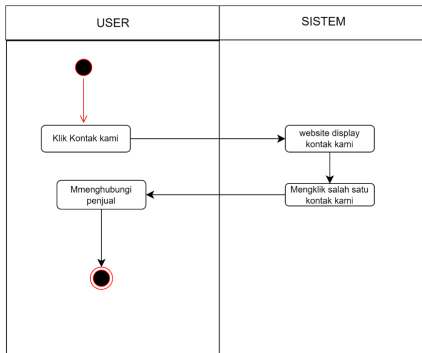 USER
SISTEM
Klik Kontak kami
website display
kontak kami
Mmenghubungi
penjual
Mengklik salah satu
kontak kami